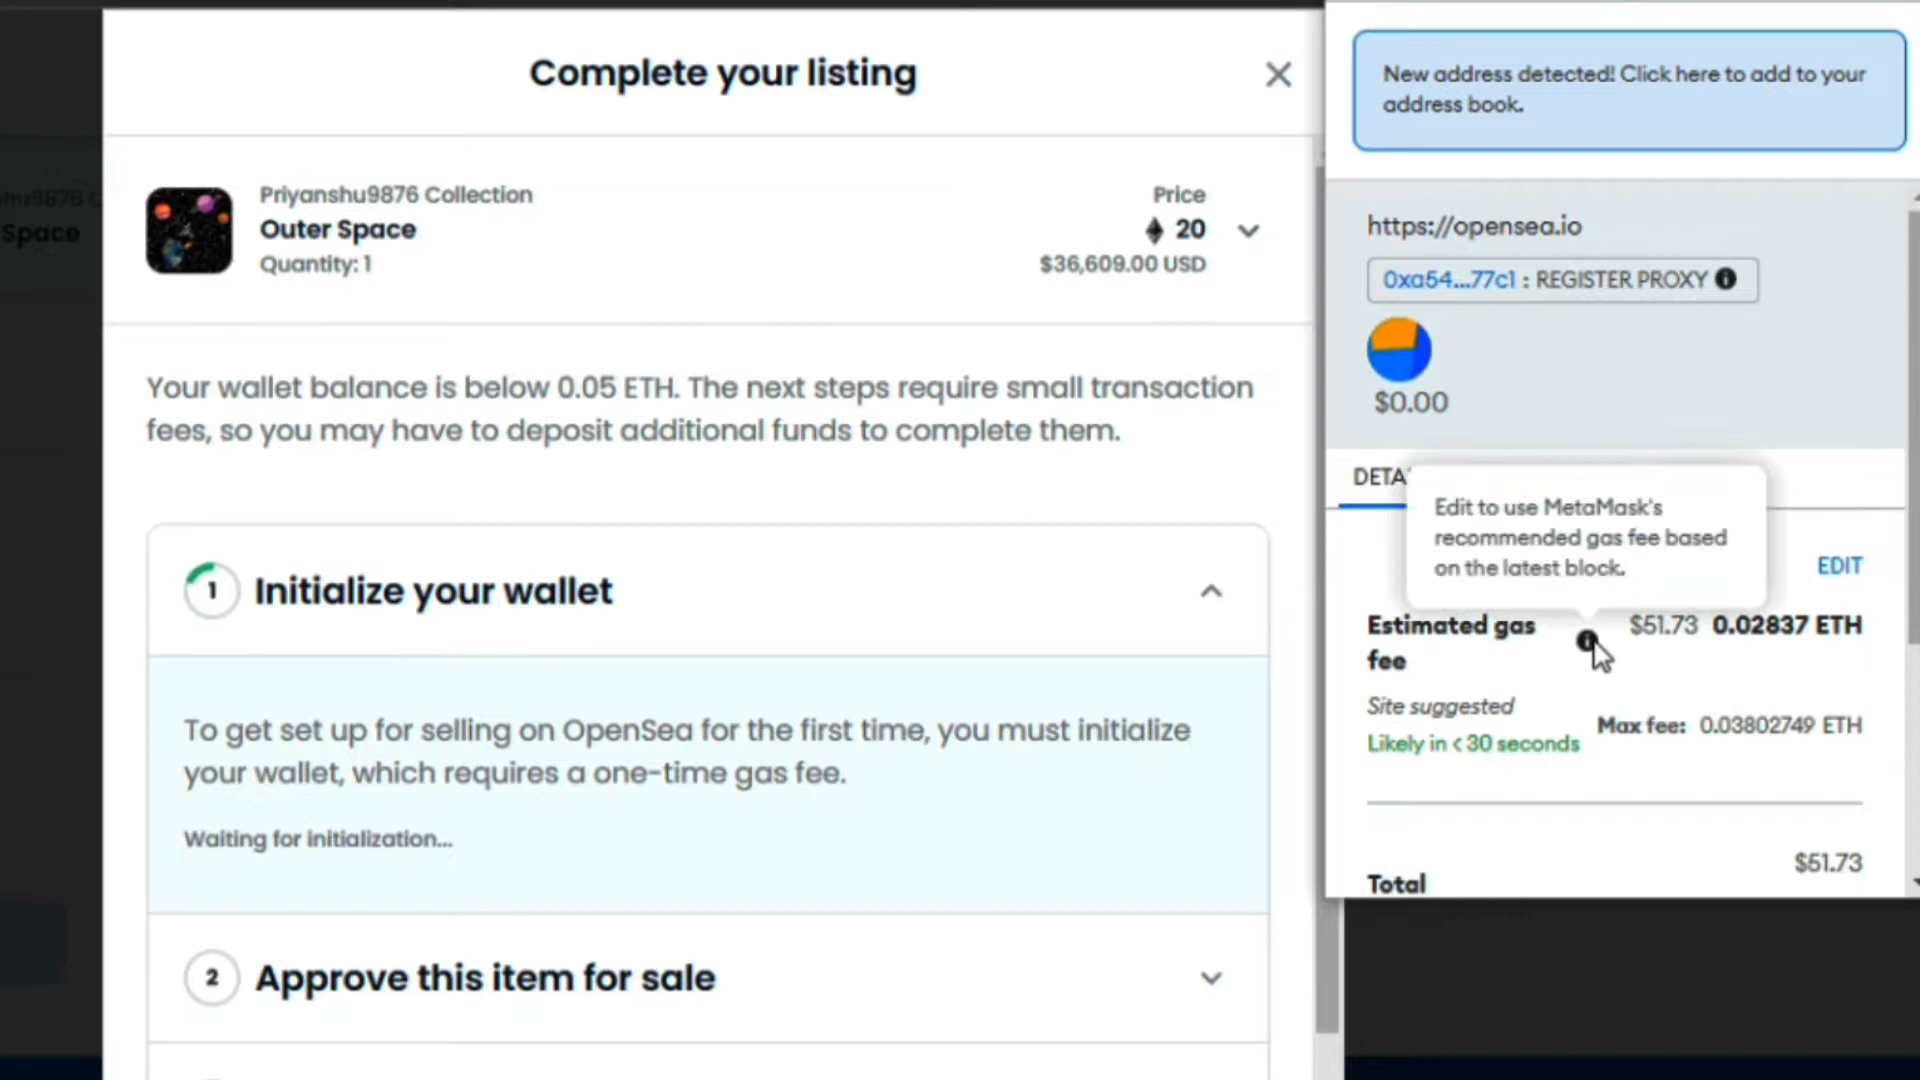 Complete your listing
Priyanshu9876 Collection
Outer Space
Quantity: 1
Price
20
$36,609.00 USD
Your wallet balance is below 0.05 ETH. The next steps require small transaction
fees, so you may have to deposit additional funds to complete them.
1 Initialize your wallet
To get set up for selling on OpenSea for the first time, you must initialize
your wallet, which requires a one-time gas fee.
Waiting for initialization...
2 Approve this item for sale
Space
New address detected! Click here to add to your
address book.
https://opensea.io
0xa54...77c1 : REGISTER PROXY
$0.00
Edit to use MetaMask's
recommended gas fee based
on the latest block.
EDIT
Estimated gas
fee
$51.73 0.02837 ETH
Site suggested
Likely in < 30 seconds
Max fee: 0.03802749 ETH
$51.73
Total